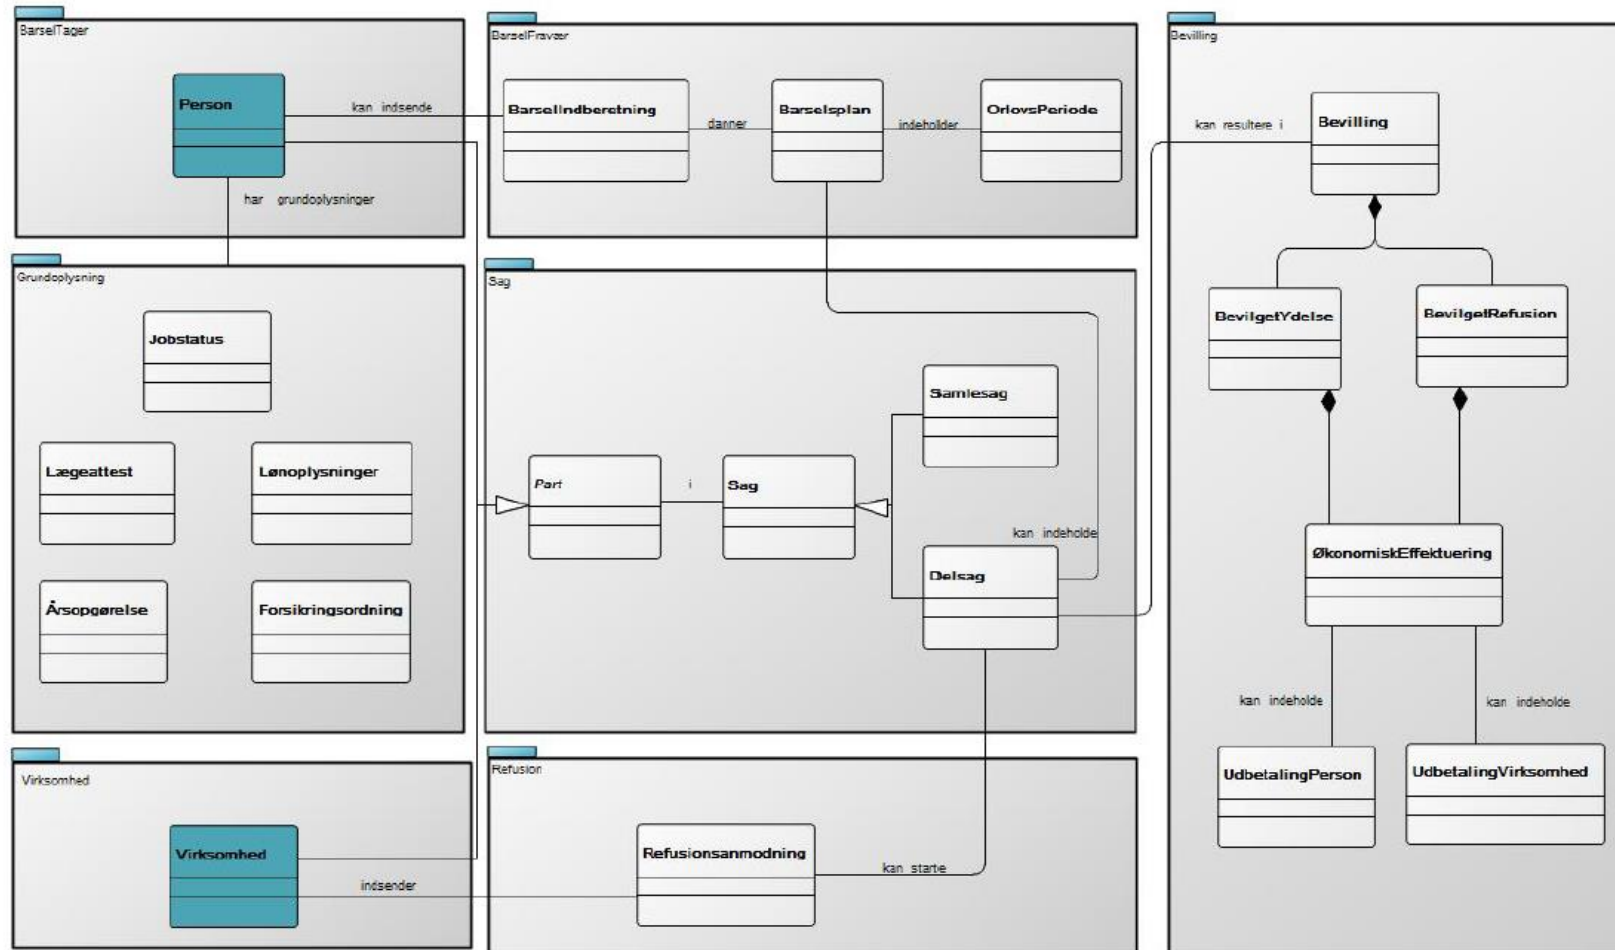 BarselTager
Person
kan indsende
har grundoplysninger
BarselFravær
BarselIndberetning
danner
Barselsplan
indeholder
OrlovsPeriode
Grundoplysning
Jobstatus
Lægeattest
Lønoplysninger
Årsopgørelse
Forsikringsordning
Sag
Part
i
Sag
Samlesag
kan indeholde
Delsag
Virksomhed
Virksomhed
indsender
Refusion
Refusionsanmodning
kan starte
Bevilling
kan resultere i
Bevilling
BevilgetYdelse
BevilgetRefusion
ØkonomiskEffektuering
kan indeholde
kan indeholde
UdbetalingPerson
UdbetalingVirksomhed